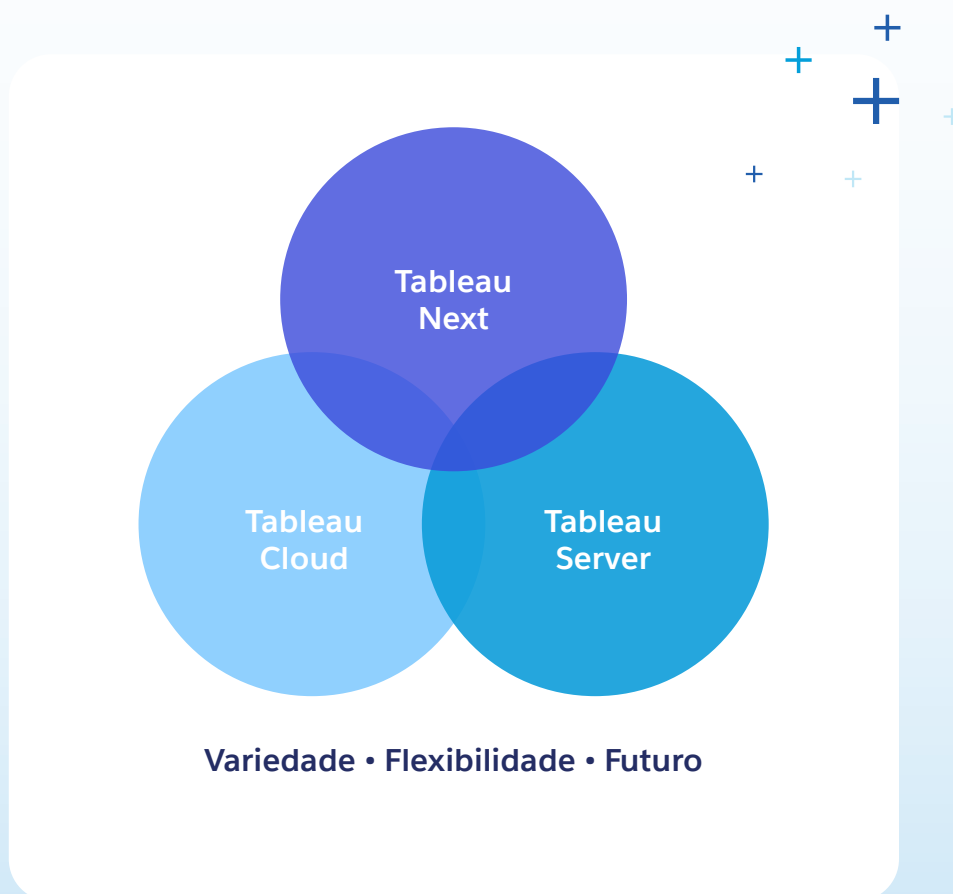 Tableau
Next
Tableau
Cloud
Tableau
Server
Variedade • Flexibilidade • Futuro